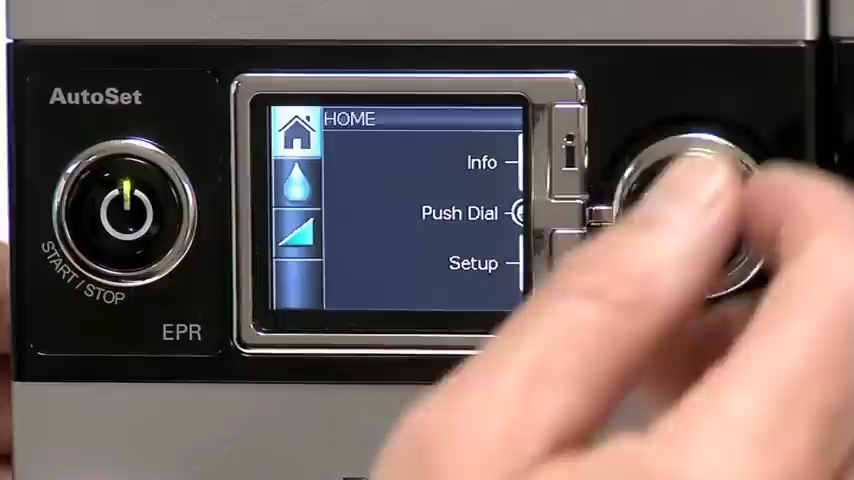 AutoSet
HOME
Info
Push Dial
Setup
START / STOP
EPR